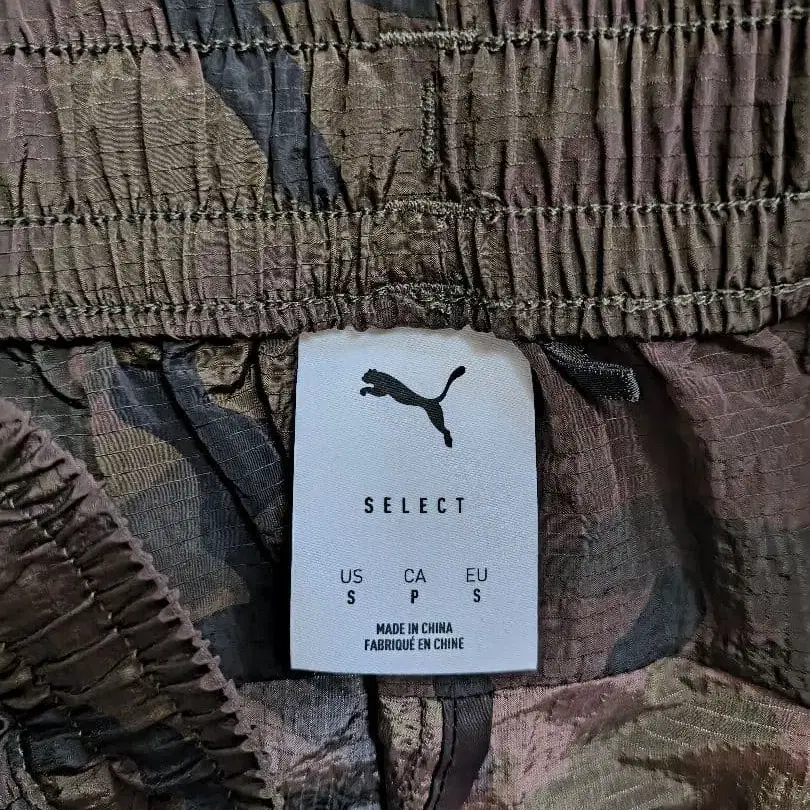 SELECT
US CA EU
S P S
MADE IN CHINA
FABRIQUÉ EN CHINE